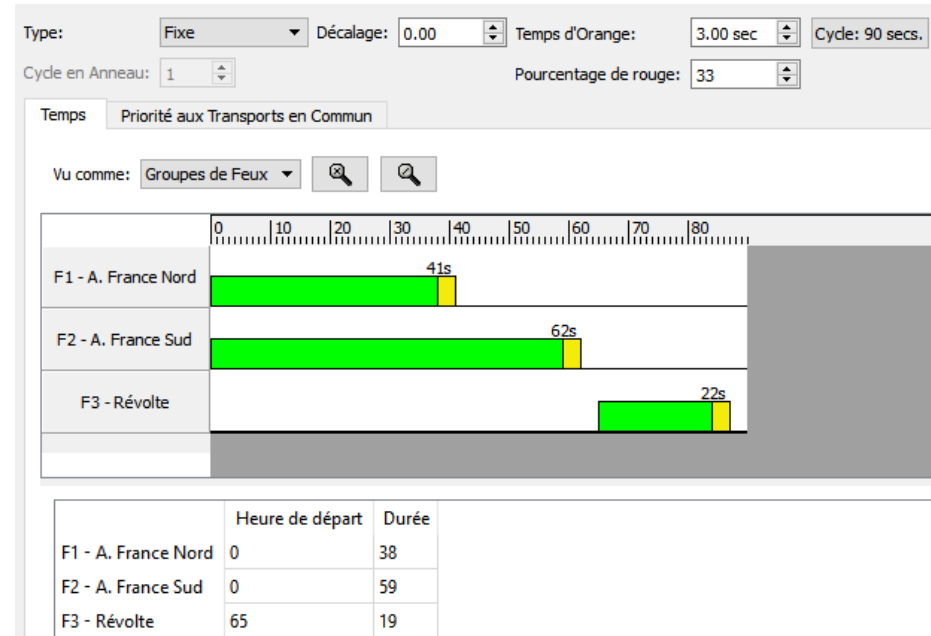 Type: Fixe Décalage: 0.00 Temps d'Orange: 3.00 sec Cycle: 90 secs.
Cycle en Anneau: 1 Pourcentage de rouge: 33
Temps Priorité aux Transports en Commun
Vu comme: Groupes de Feux
0 10 20 30 40 50 60 70 80
41s
F1 - A. France Nord
62s
F2 - A. France Sud
22s
F3 - Révolte
Heure de départ Durée
F1 - A. France Nord 0 38
F2 - A. France Sud 0 59
F3 - Révolte 65 19